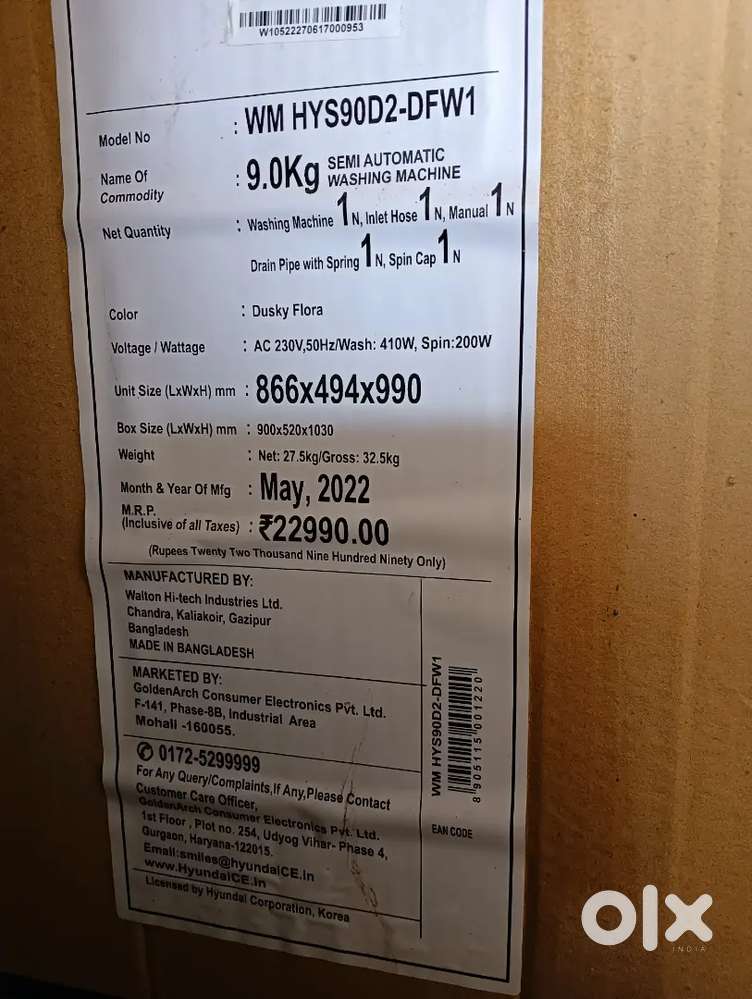 W10522270617000953
Model No : WM HYS90D2-DFW1
Name Of Commodity : 9.0Kg SEMI AUTOMATIC WASHING MACHINE
Net Quantity : Washing Machine 1 N, Inlet Hose 1 N, Manual 1 N
Drain Pipe with Spring 1 N, Spin Cap 1 N
Color : Dusky Flora
Voltage / Wattage : AC 230V,50Hz/Wash: 410W, Spin:200W
Unit Size (LxWxH) mm : 866x494x990
Box Size (LxWxH) mm : 900x520x1030
Weight : Net: 27.5kg/Gross: 32.5kg
Month & Year Of Mfg : May, 2022
M.R.P. (Inclusive of all Taxes) : ₹22990.00
(Rupees Twenty Two Thousand Nine Hundred Ninety Only)
MANUFACTURED BY:
Walton Hi-tech Industries Ltd.
Chandra, Kaliakoir, Gazipur
Bangladesh
MADE IN BANGLADESH
MARKETED BY:
GoldenArch Consumer Electronics Pvt. Ltd.
F-141, Phase-8B, Industrial Area
Mohali -160055.
✆ 0172-5299999
For Any Query/Complaints,If Any,Please Contact
Customer Care Officer,
GoldenArch Consumer Electronics Pvt. Ltd.
1st Floor , Plot no. 254, Udyog Vihar- Phase 4,
Gurgaon, Haryana-122015.
Email:smiles@hyundaiCE.in
www.HyundaiCE.in
Licensed by Hyundai Corporation, Korea
WM HYS90D2-DFW1
8 905115 001220
EAN CODE
olx
INDIA